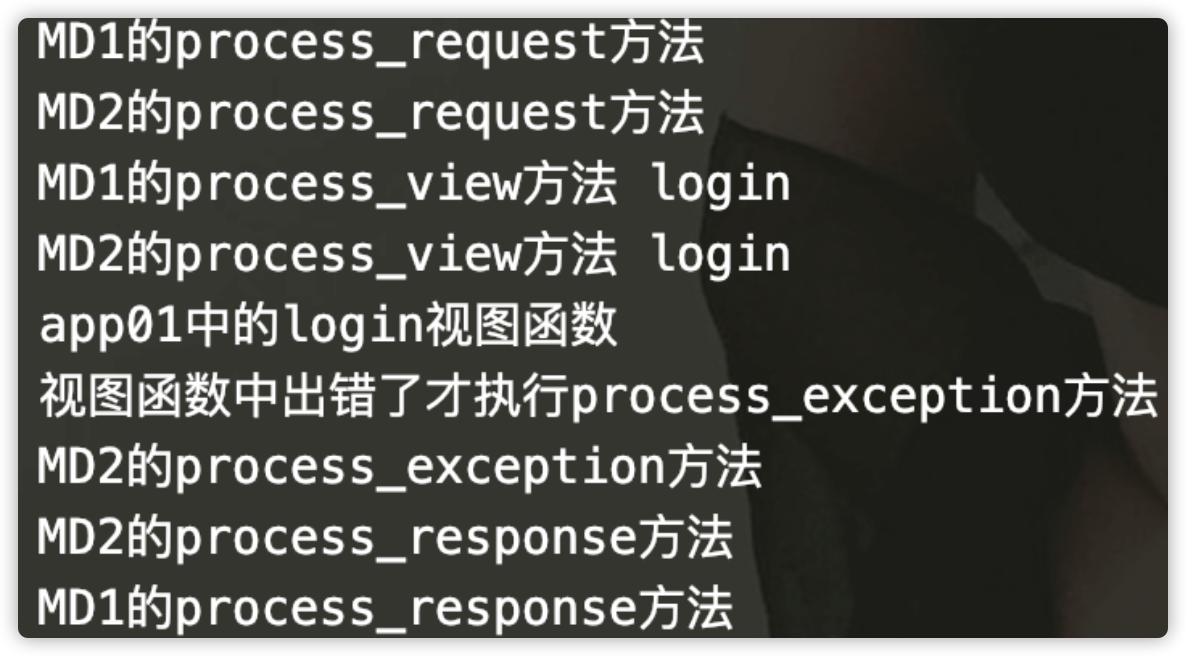 MD1的process_request方法
MD2的process_request方法
MD1的process_view方法 login
MD2的process_view方法 login
app01中的login视图函数
视图函数中出错了才执行process_exception方法
MD2的process_exception方法
MD2的process_response方法
MD1的process_response方法